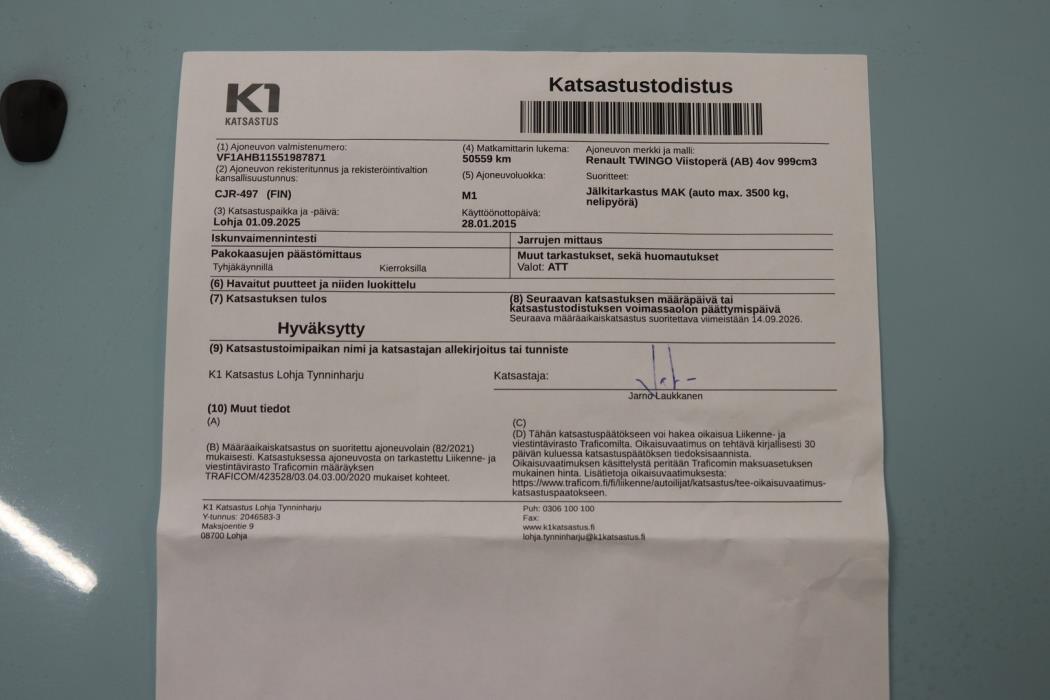 K1
KATSASTUS
Katsastustodistus
(1) Ajoneuvon valmistenumero:
VF1AHB11551987871
(2) Ajoneuvon rekisteritunnus ja rekisteröintivaltion
kansallisuustunnus:
CJR-497 (FIN)
(3) Katsastuspaikka ja -päivä:
Lohja 01.09.2025
(4) Matkamittarin lukema:
50559 km
(5) Ajoneuvoluokka:
M1
Käyttöönottopäivä:
28.01.2015
Ajoneuvon merkki ja malli:
Renault TWINGO Viistoperä (AB) 4ov 999cm3
Suoritteet:
Jälkitarkastus MAK (auto max. 3500 kg,
nelipyörä)
Iskunvaimennintesti
Jarrujen mittaus
Pakokaasujen päästömittaus
Tyhjäkäynnillä Kierroksilla
Muut tarkastukset, sekä huomautukset
Valot: ATT
(6) Havaitut puutteet ja niiden luokittelu
(7) Katsastuksen tulos
Hyväksytty
(8) Seuraavan katsastuksen määräpäivä tai
katsastustodistuksen voimassaolon päättymispäivä
Seuraava määräaikaiskatsastus suoritettava viimeistään 14.09.2026.
(9) Katsastustoimipaikan nimi ja katsastajan allekirjoitus tai tunniste
K1 Katsastus Lohja Tynninharju
Katsastaja:
Jarno Laukkanen
(10) Muut tiedot
(A)
(B) Määräaikaiskatsastus on suoritettu ajoneuvolain (82/2021)
mukaisesti. Katsastuksessa ajoneuvosta on tarkastettu Liikenne- ja
viestintävirasto Traficomin määräyksen
TRAFICOM/423528/03.04.03.00/2020 mukaiset kohteet.
(C)
(D) Tähän katsastuspäätökseen voi hakea oikaisua Liikenne- ja
viestintävirasto Traficomilta. Oikaisuvaatimus on tehtävä kirjallisesti 30
päivän kuluessa katsastuspäätöksen tiedoksisaannista.
Oikaisuvaatimuksen käsittelystä peritään Traficomin maksuasetuksen
mukainen hinta. Lisätietoja oikaisuvaatimuksesta:
https://www.traficom.fi/fi/liikenne/autoilijat/katsastus/tee-oikaisuvaatimus-
katsastuspaatokseen.
K1 Katsastus Lohja Tynninharju
Y-tunnus: 2046583-3
Maksjoentie 9
08700 Lohja
Puh: 0306 100 100
Fax:
www.k1katsastus.fi
lohja.tynninharju@k1katsastus.fi